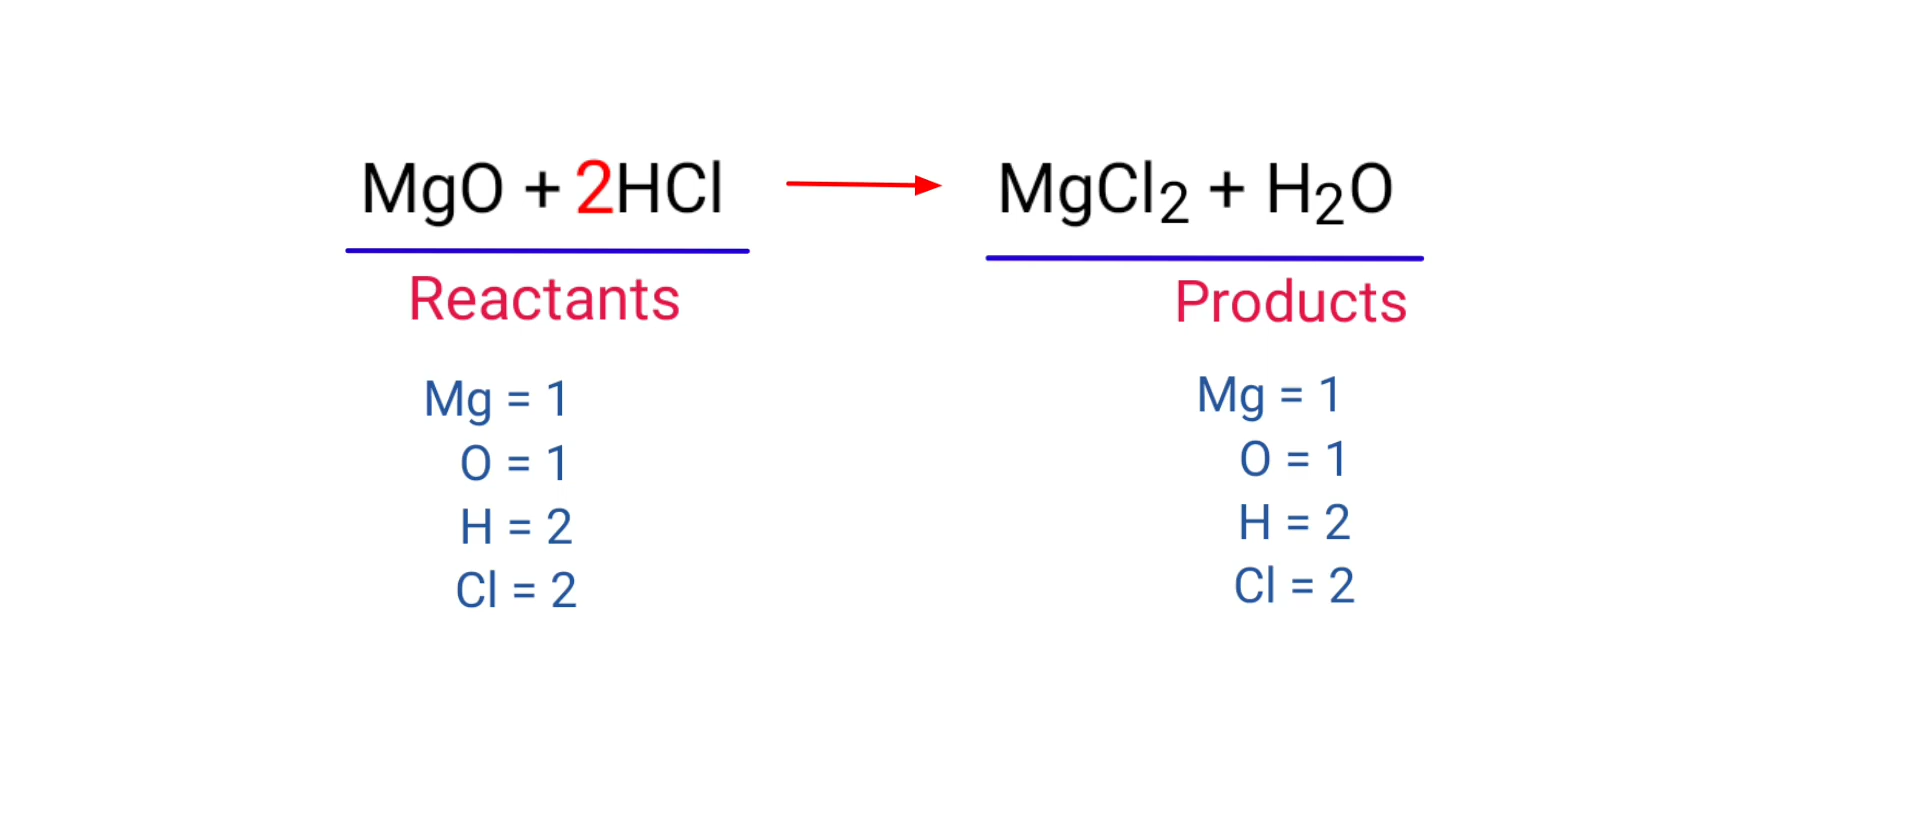 MgO + 2HCl → MgCl2 + H2O
Reactants
Products
Mg = 1
O = 1
H = 2
Cl = 2
Mg = 1
O = 1
H = 2
Cl = 2